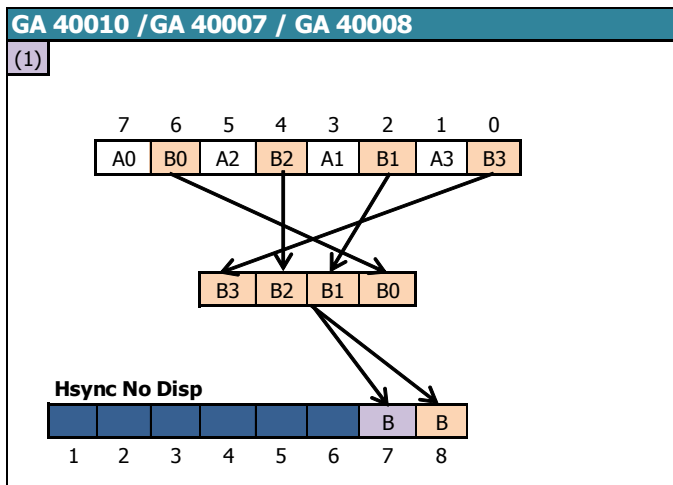 GA 40010 /GA 40007 / GA 40008
(1)
7 6 5 4 3 2 1 0
A0 B0 A2 B2 A1 B1 A3 B3
B3 B2 B1 B0
Hsync No Disp
B B
1 2 3 4 5 6 7 8